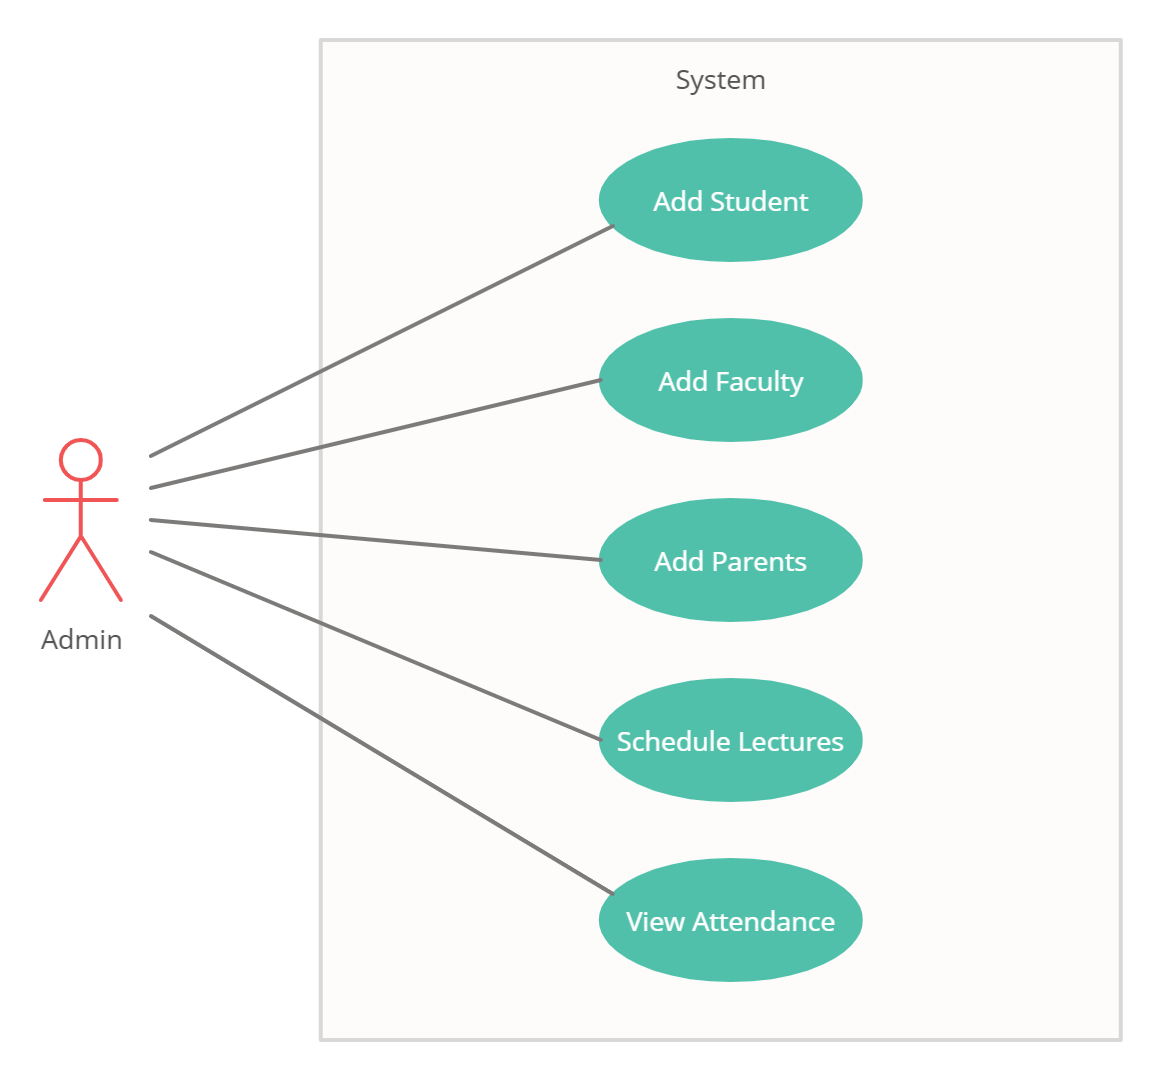 System
Add Student
Add Faculty
Add Parents
Admin
Schedule Lectures
View Attendance